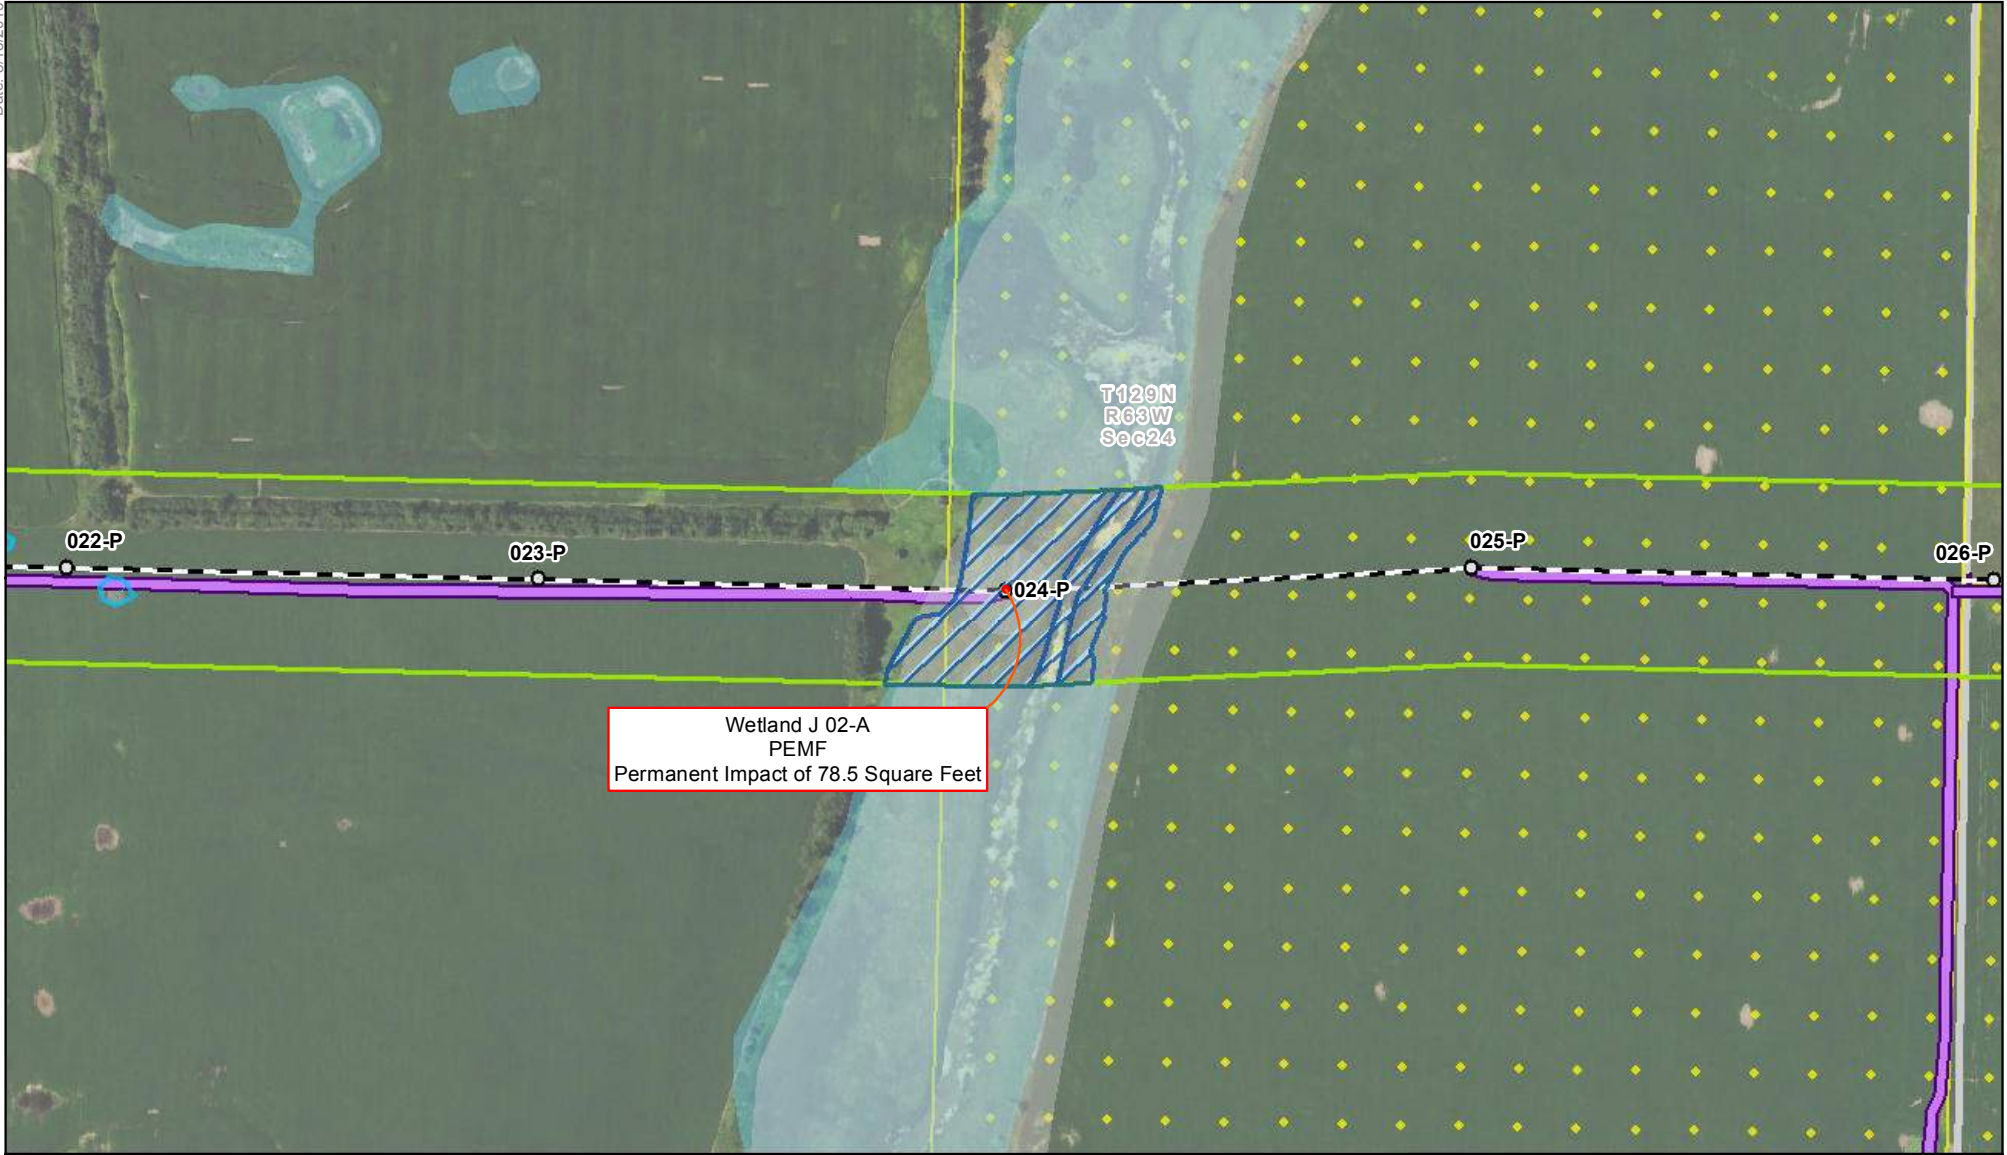 T129N
R63W
Sec24
022-P
023-P
024-P
025-P
026-P
Wetland J 02-A
PEMF
Permanent Impact of 78.5 Square Feet